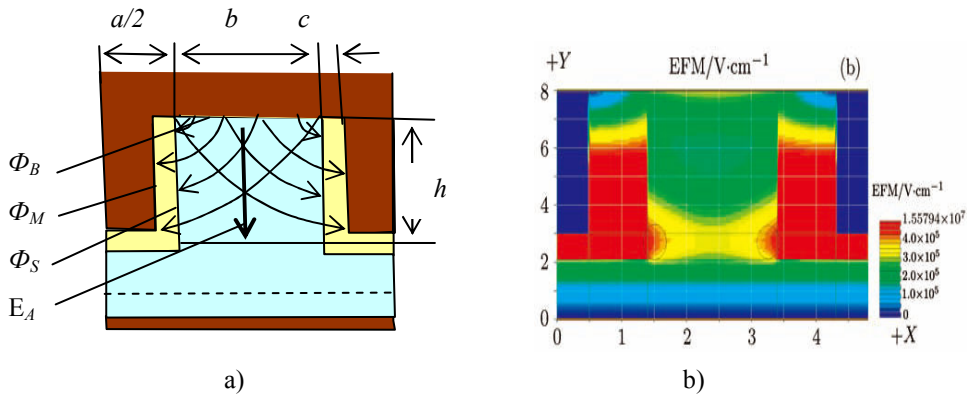 a/2 b c
Φ_B
Φ_M
Φ_S
E_A
h
a)
+Y EFM/V·cm⁻¹ (b)
8
6
4
2
0
0 1 2 3 4 +X
EFM/V·cm⁻¹
1.55794×10⁷
4.0×10⁵
3.0×10⁵
2.0×10⁵
1.0×10⁵
0
b)